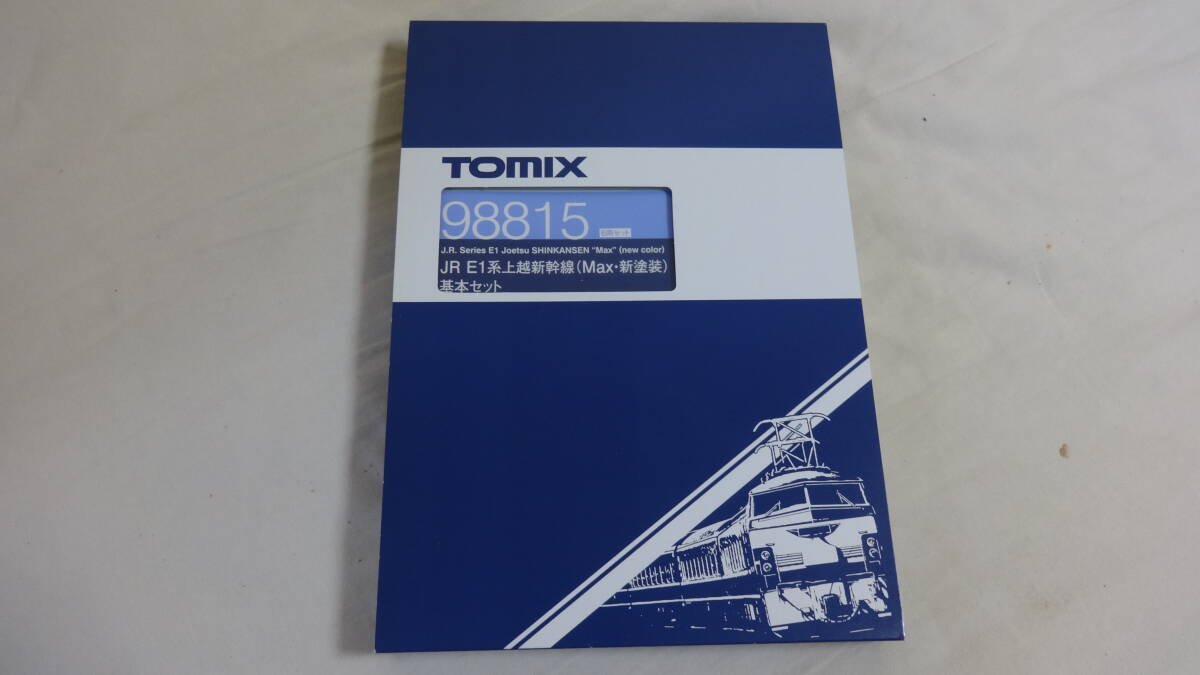 TOMIX
98815 6両セット
J.R. Series E1 Joetsu SHINKANSEN "Max" (new color)
JR E1系上越新幹線(Max・新塗装)
基本セット